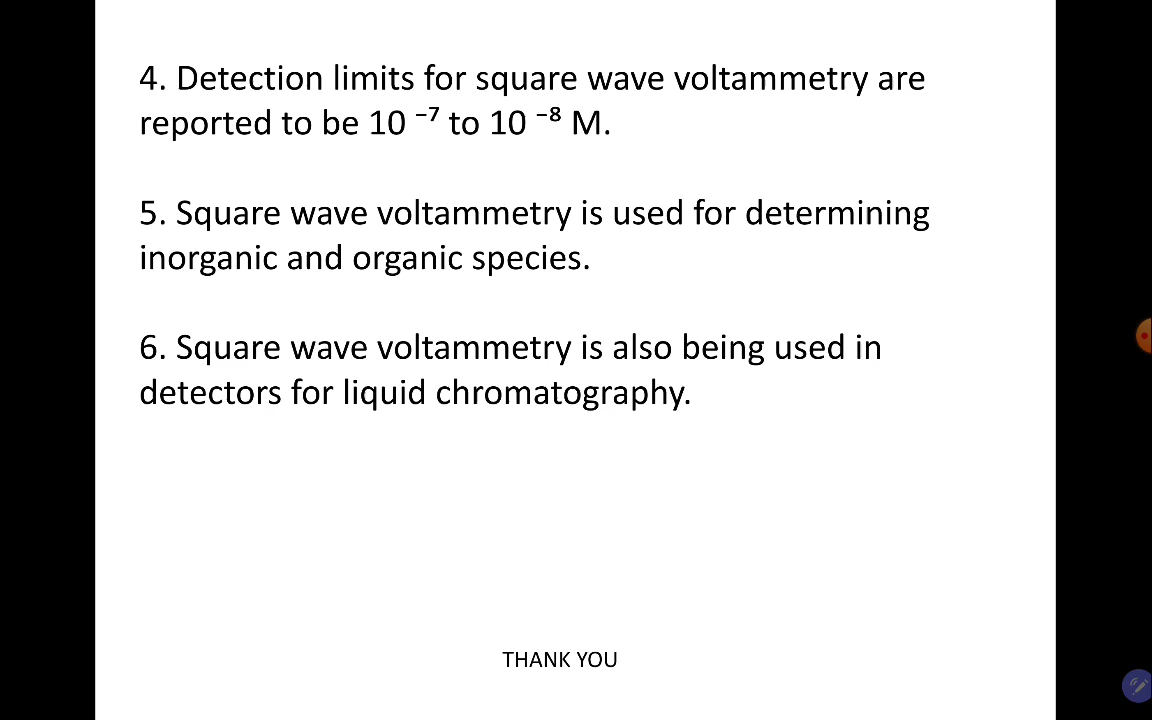 4. Detection limits for square wave voltammetry are
reported to be 10 ⁻⁷ to 10 ⁻⁸ M.
5. Square wave voltammetry is used for determining
inorganic and organic species.
6. Square wave voltammetry is also being used in
detectors for liquid chromatography.
THANK YOU